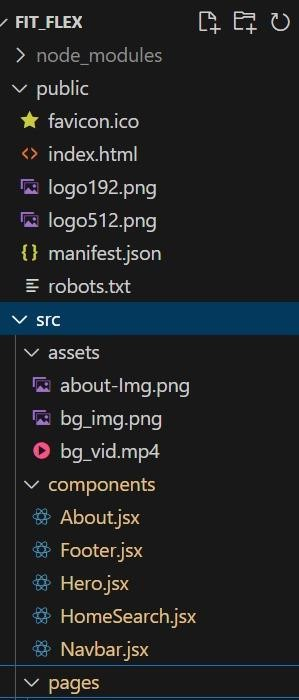 FIT_FLEX
node_modules
public
favicon.ico
index.html
logo192.png
logo512.png
manifest.json
robots.txt
src
assets
about-Img.png
bg_img.png
bg_vid.mp4
components
About.jsx
Footer.jsx
Hero.jsx
HomeSearch.jsx
Navbar.jsx
pages